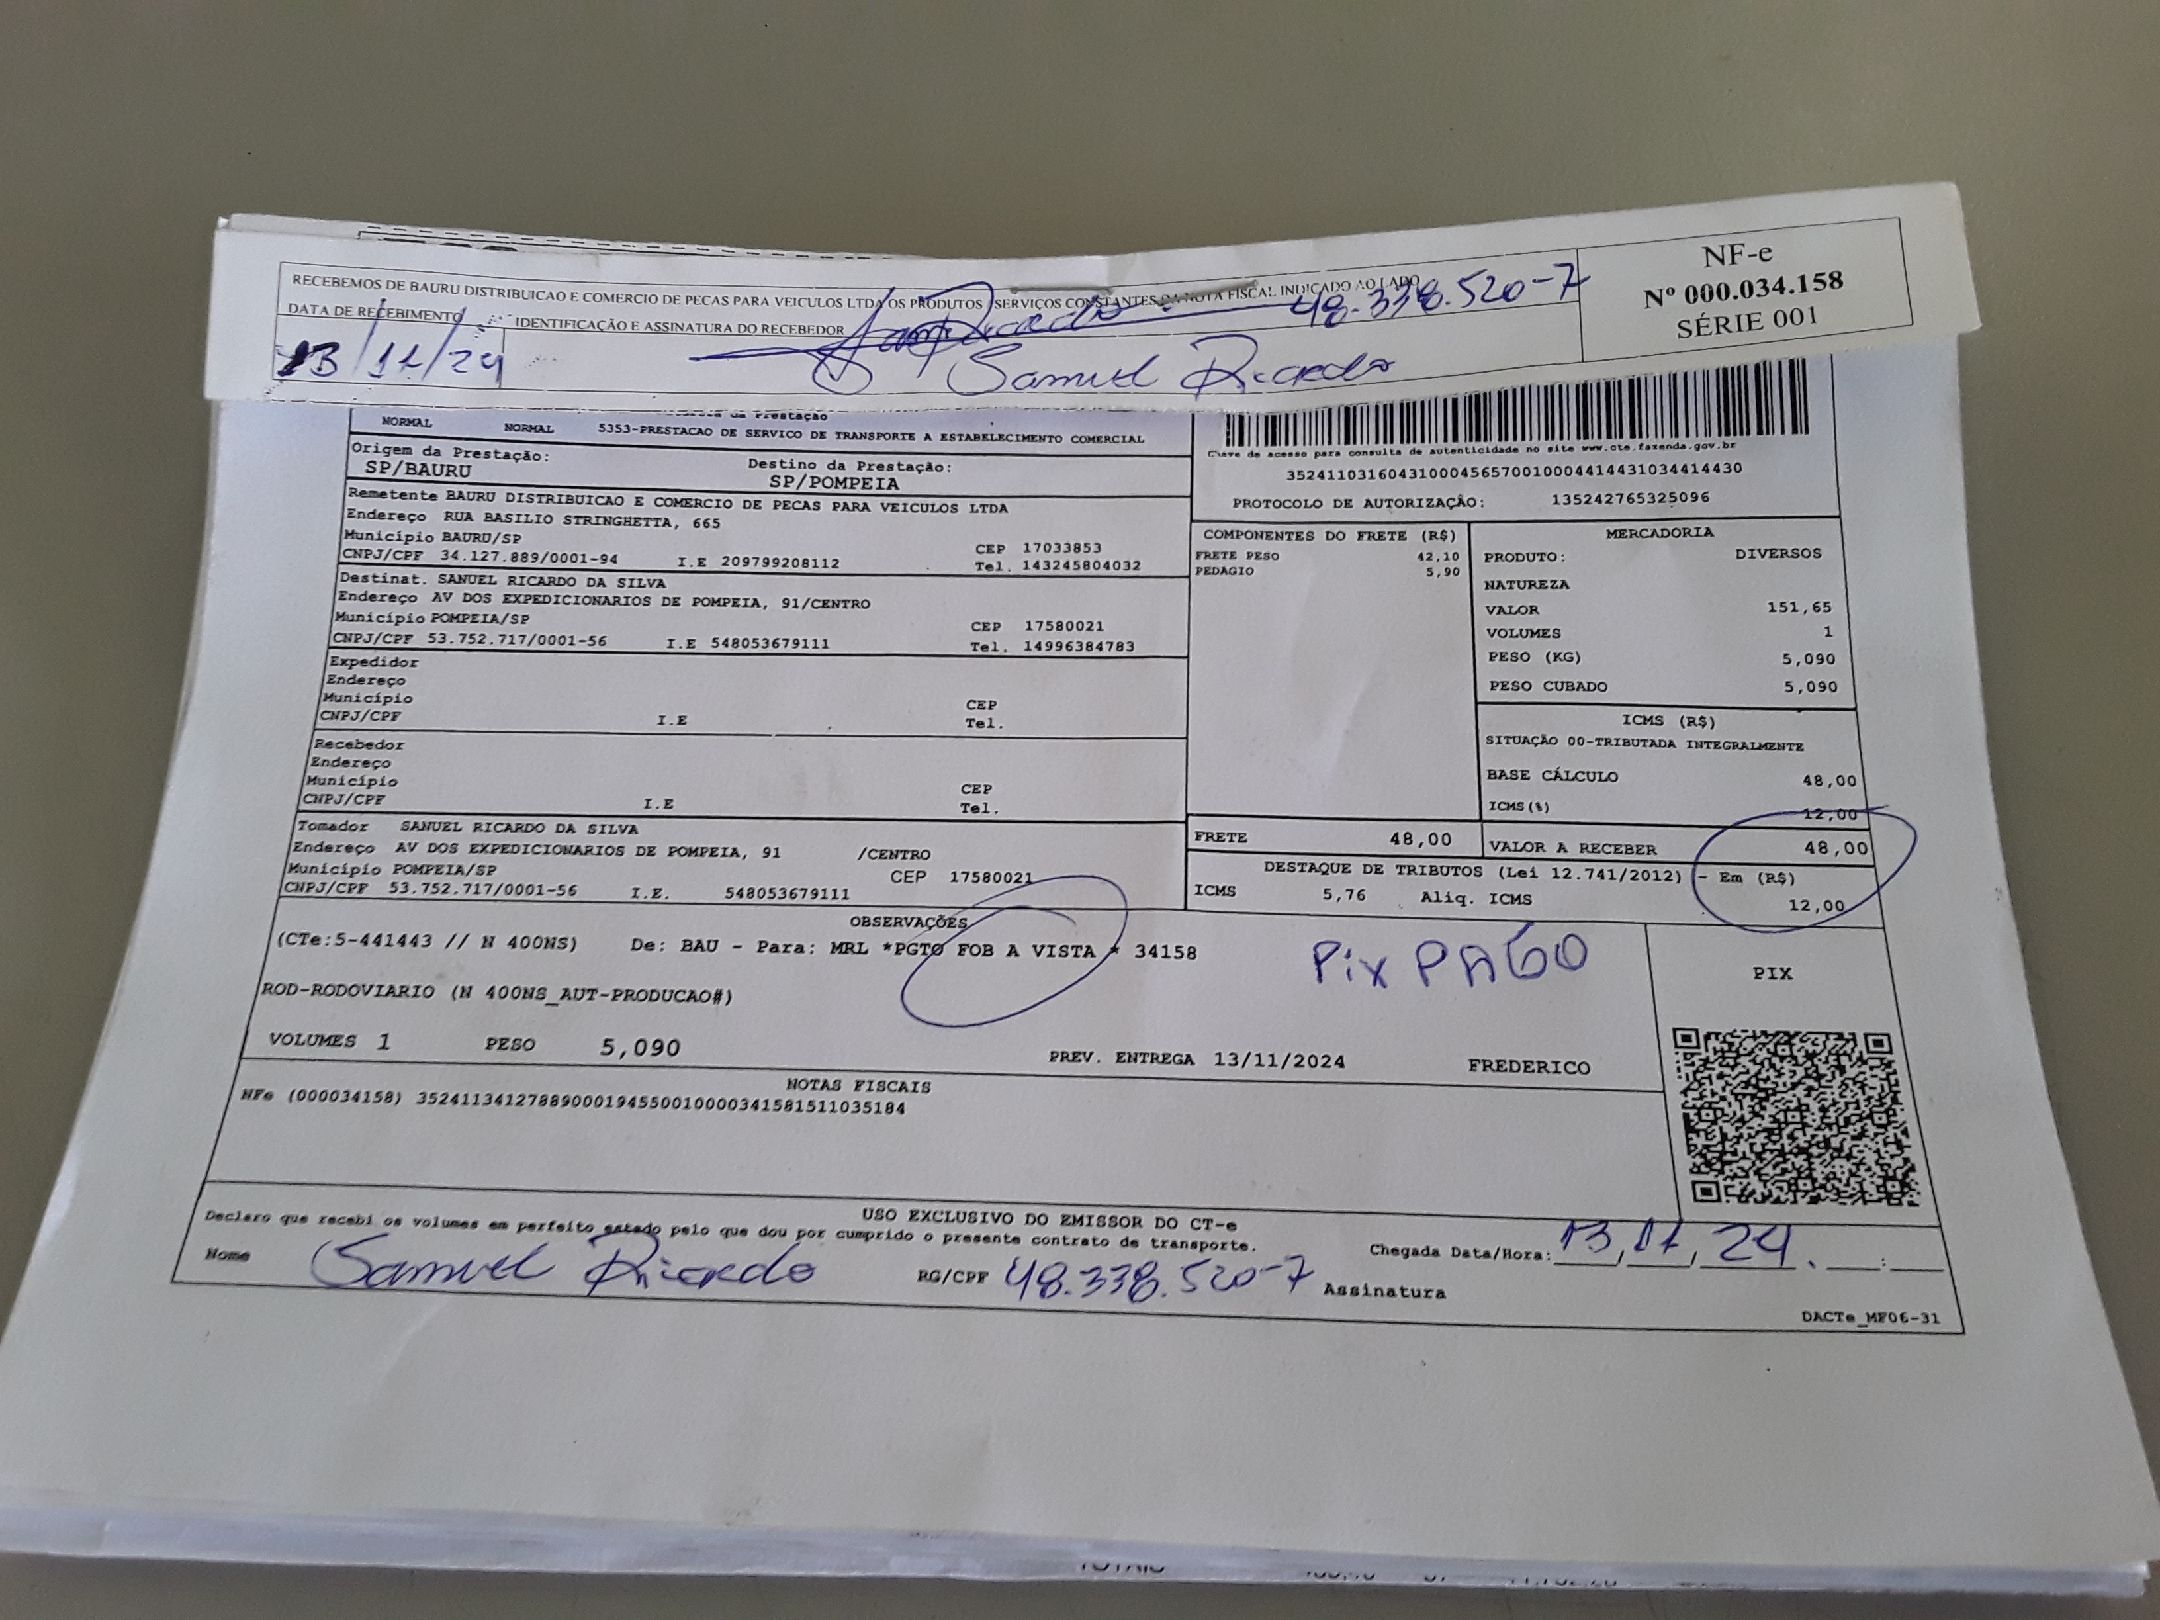 RECEBEMOS DE BAURU DISTRIBUICAO E COMERCIO DE PECAS PARA VEICULOS LTDA OS PRODUTOS / SERVIÇOS CONSTANTES DA NOTA FISCAL INDICADO AO LADO
DATA DE RECEBIMENTO
IDENTIFICAÇÃO E ASSINATURA DO RECEBEDOR
48.338.520-7
13/11/24
Samuel Ricardo
NF-e
Nº 000.034.158
SÉRIE 001
NORMAL NORMAL 5353-PRESTACAO DE SERVICO DE TRANSPORTE A ESTABELECIMENTO COMERCIAL
da Prestação
Origem da Prestação:
SP/BAURU
Destino da Prestação:
SP/POMPEIA
Chave de acesso para consulta de autenticidade no site www.cte.fazenda.gov.br
35241103160431000456570010004414431034414430
PROTOCOLO DE AUTORIZAÇÃO: 135242765325096
Remetente BAURU DISTRIBUICAO E COMERCIO DE PECAS PARA VEICULOS LTDA
Endereço RUA BASILIO STRINGHETTA, 665
Município BAURU/SP CEP 17033853
CNPJ/CPF 34.127.889/0001-94 I.E 209799208112 Tel. 143245804032
Destinat. SANUEL RICARDO DA SILVA
Endereço AV DOS EXPEDICIONARIOS DE POMPEIA, 91/CENTRO
Município POMPEIA/SP CEP 17580021
CNPJ/CPF 53.752.717/0001-56 I.E 548053679111 Tel. 14996384783
Expedidor
Endereço
Município CEP
CNPJ/CPF I.E Tel.
Recebedor
Endereço
Município CEP
CNPJ/CPF I.E Tel.
Tomador SANUEL RICARDO DA SILVA
Endereço AV DOS EXPEDICIONARIOS DE POMPEIA, 91 /CENTRO
Município POMPEIA/SP CEP 17580021
CNPJ/CPF 53.752.717/0001-56 I.E. 548053679111
COMPONENTES DO FRETE (R$)
FRETE PESO 42,10
PEDAGIO 5,90
MERCADORIA
PRODUTO: DIVERSOS
NATUREZA
VALOR 151,65
VOLUMES 1
PESO (KG) 5,090
PESO CUBADO 5,090
ICMS (R$)
SITUAÇÃO 00-TRIBUTADA INTEGRALMENTE
BASE CÁLCULO 48,00
ICMS(%) 12,00
FRETE 48,00 VALOR A RECEBER 48,00
DESTAQUE DE TRIBUTOS (Lei 12.741/2012) - Em (R$)
ICMS 5,76 Aliq. ICMS 12,00
OBSERVAÇÕES
(CTe:5-441443 // N 400NS) De: BAU - Para: MRL *PGTO FOB A VISTA * 34158
Pix PAGO
ROD-RODOVIARIO (N 400NS_AUT-PRODUCAO#)
PIX
VOLUMES 1 PESO 5,090 PREV. ENTREGA 13/11/2024 FREDERICO
NOTAS FISCAIS
NFe (000034158) 35241134127889000194550010000341581511035184
USO EXCLUSIVO DO EMISSOR DO CT-e
Declaro que recebi os volumes em perfeito estado pelo que dou por cumprido o presente contrato de transporte.
Nome Samuel Ricardo RG/CPF 48.338.520-7 Assinatura
Chegada Data/Hora: 13, 11, 24
DACTe_MF06-31